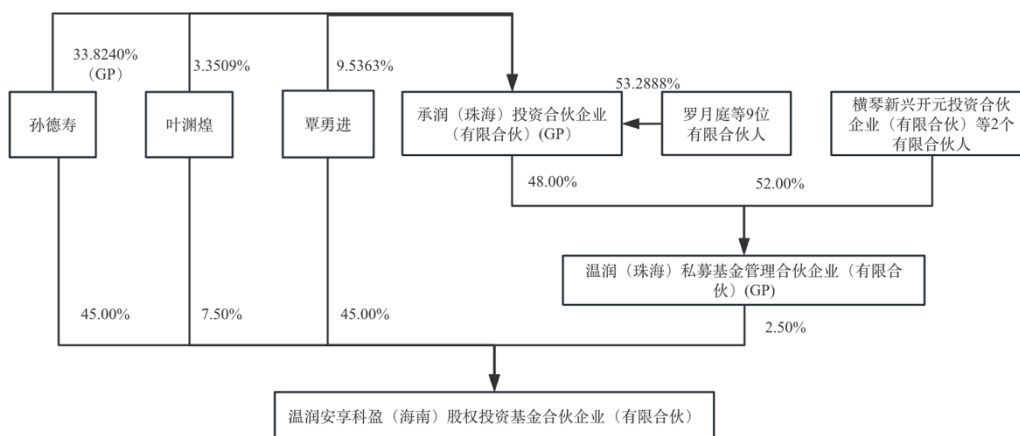 33.8240%
（GP）
3.3509%
9.5363%
53.2888%
孙德寿
叶渊煌
覃勇进
承润（珠海）投资合伙企业
（有限合伙）(GP)
罗月庭等9位
有限合伙人
横琴新兴开元投资合伙
企业（有限合伙）等2个
有限合伙人
48.00%
52.00%
温润（珠海）私募基金管理合伙企业（有限合
伙）(GP)
45.00%
7.50%
45.00%
2.50%
温润安享科盈（海南）股权投资基金合伙企业（有限合伙）